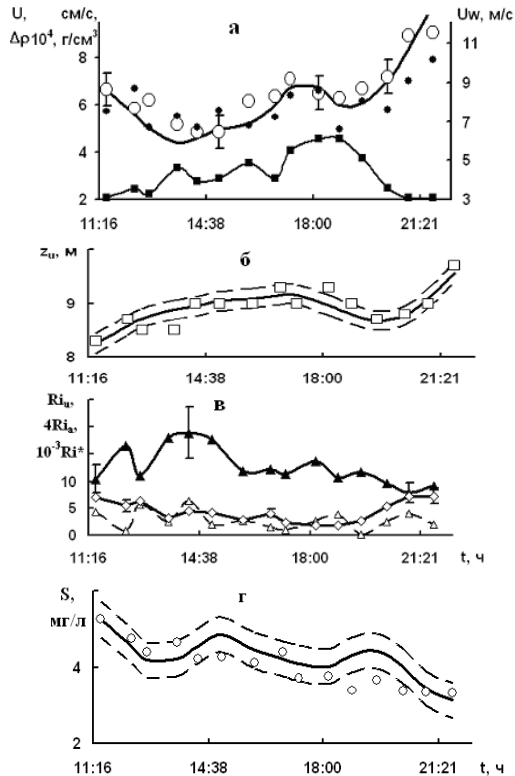 U, см/с а Uw, м/с
Δρ10⁴, г/см³
11
8
9
6
7
4
5
2 3
11:16 14:38 18:00 21:21
zᵤ, м б
9
8
11:16 14:38 18:00 21:21
Riᵤ, в
4Riₐ,
10⁻³Ri*
10
5
0
11:16 14:38 18:00 21:21 t, ч
S, г
мг/л
4
2
11:16 14:38 18:00 21:21 t, ч